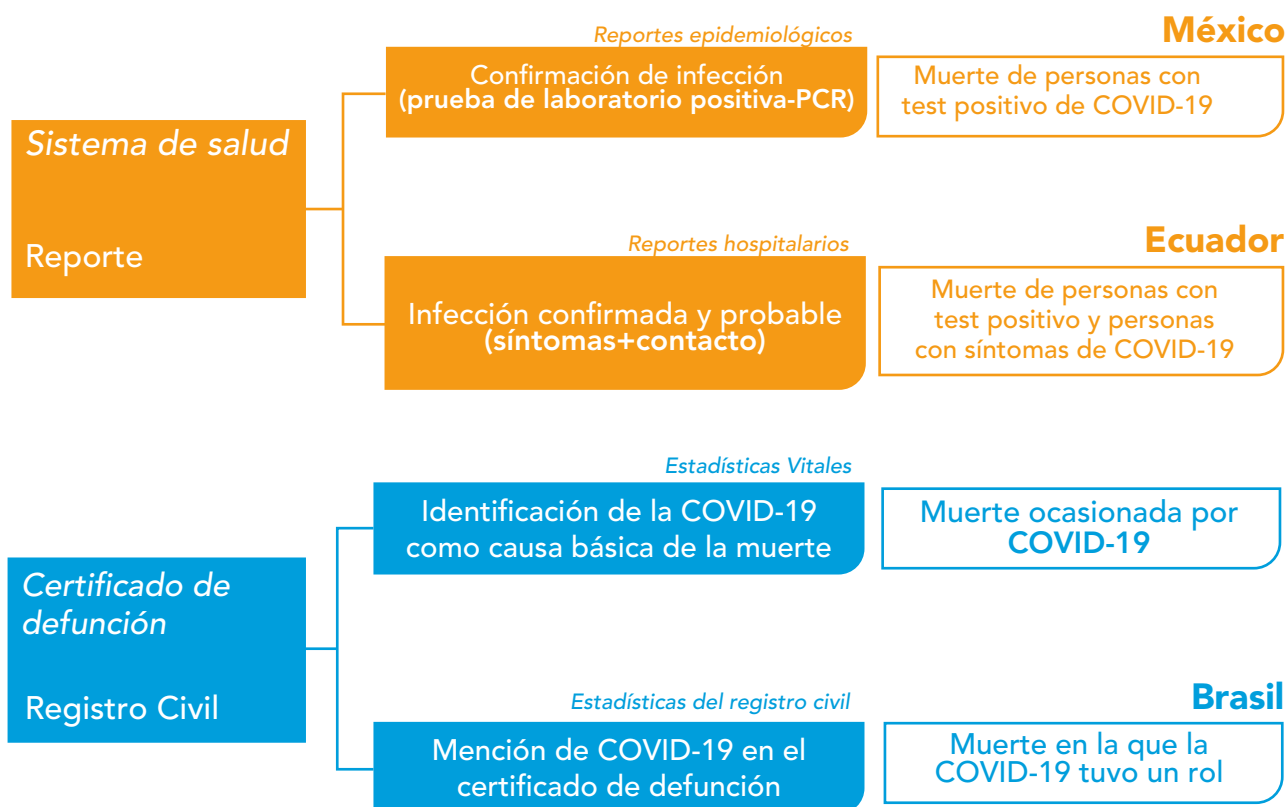 Sistema de salud
Reporte
Reportes epidemiológicos
Confirmación de infección
(prueba de laboratorio positiva-PCR)
México
Muerte de personas con
test positivo de COVID-19
Reportes hospitalarios
Infección confirmada y probable
(síntomas+contacto)
Ecuador
Muerte de personas con
test positivo y personas
con síntomas de COVID-19
Certificado de
defunción
Registro Civil
Estadísticas Vitales
Identificación de la COVID-19
como causa básica de la muerte
Muerte ocasionada por
COVID-19
Estadísticas del registro civil
Mención de COVID-19 en el
certificado de defunción
Brasil
Muerte en la que la
COVID-19 tuvo un rol